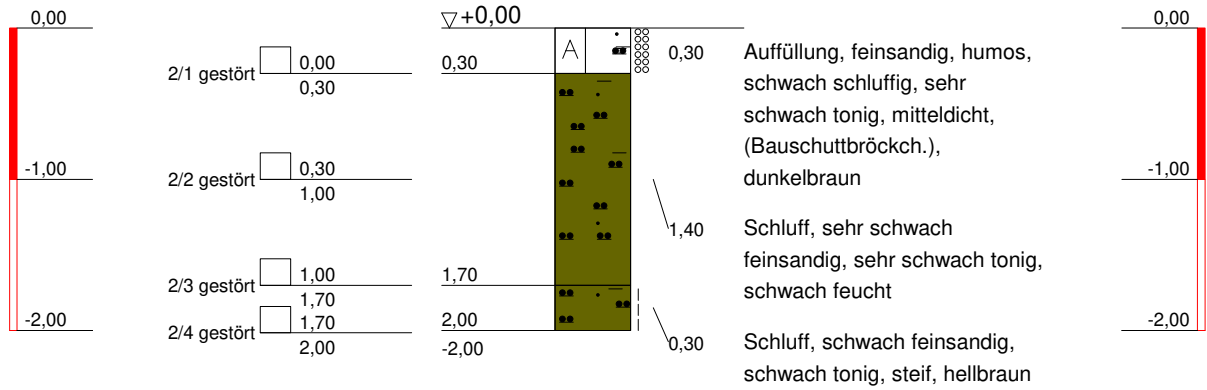 0,00
-1,00
-2,00
2/1 gestört
0,00
0,30
2/2 gestört
0,30
1,00
2/3 gestört
1,00
1,70
2/4 gestört
1,70
2,00
+0,00
0,30
1,70
2,00
-2,00
A
0,30
Auffüllung, feinsandig, humos,
schwach schluffig, sehr
schwach tonig, mitteldicht,
(Bauschuttbröckch.),
dunkelbraun
1,40
Schluff, sehr schwach
feinsandig, sehr schwach tonig,
schwach feucht
0,30
Schluff, schwach feinsandig,
schwach tonig, steif, hellbraun
0,00
-1,00
-2,00